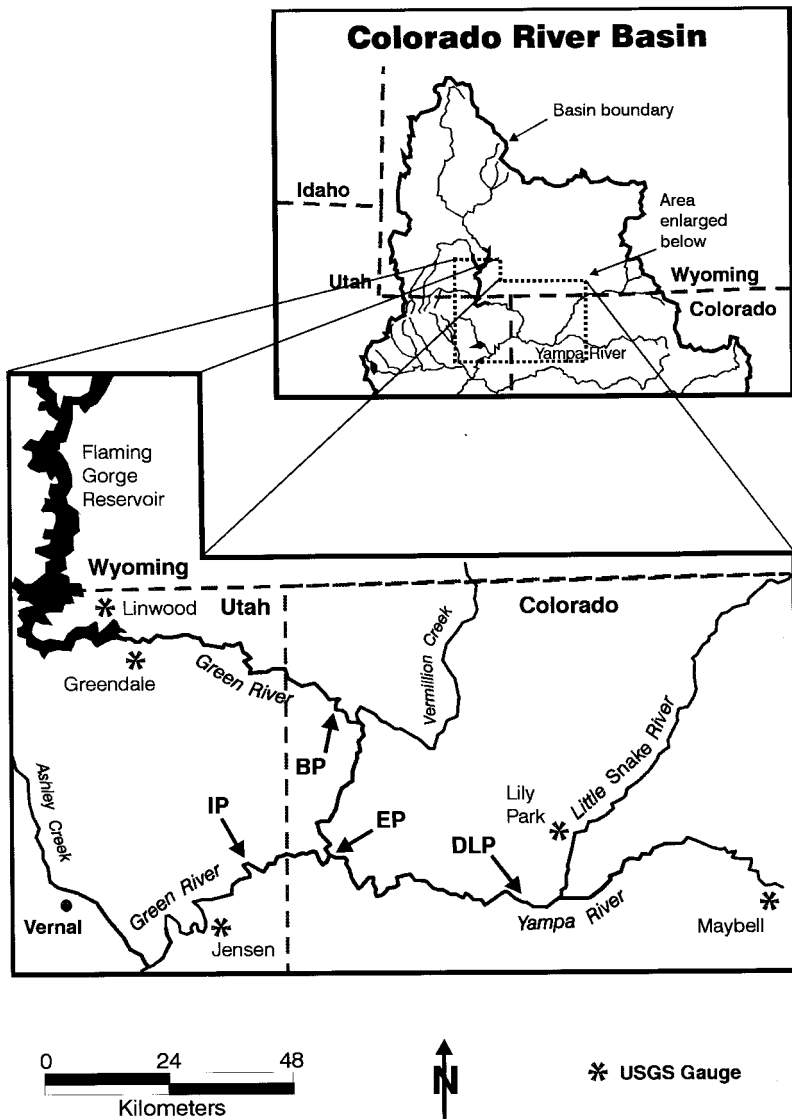 Colorado River Basin
Basin boundary
Idaho
Area
enlarged
below
Utah
Wyoming
Colorado
Yampa River
Flaming
Gorge
Reservoir
Wyoming
Linwood
Utah
Colorado
Greendale
Green River
Vermillion Creek
BP
Ashley Creek
IP
EP
Lily
Park
Little Snake River
DLP
Green River
Vernal
Jensen
Yampa River
Maybell
0 24 48
Kilometers
N
USGS Gauge